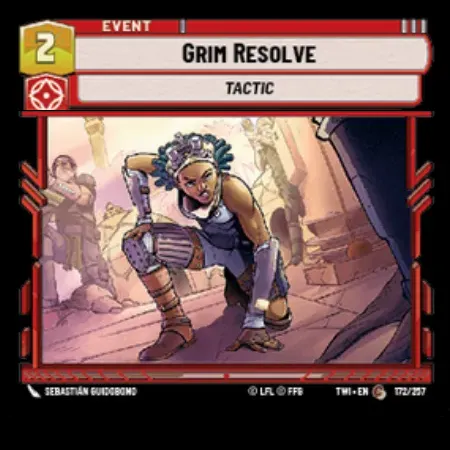 EVENT
2
GRIM RESOLVE
TACTIC
SEBASTIÁN GUIDOBONO
© LFL © FFG
TWI • EN C 172/257